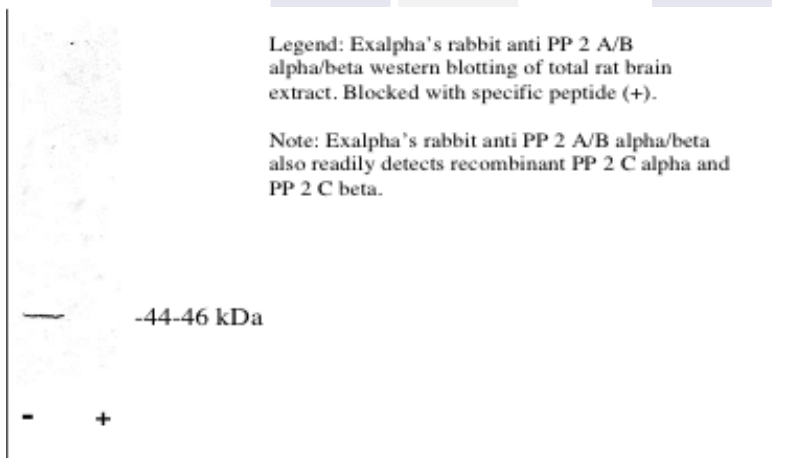 Legend: Exalpha's rabbit anti PP 2 A/B
alpha/beta western blotting of total rat brain
extract. Blocked with specific peptide (+).
Note: Exalpha's rabbit anti PP 2 A/B alpha/beta
also readily detects recombinant PP 2 C alpha and
PP 2 C beta.
-44-46 kDa
- +